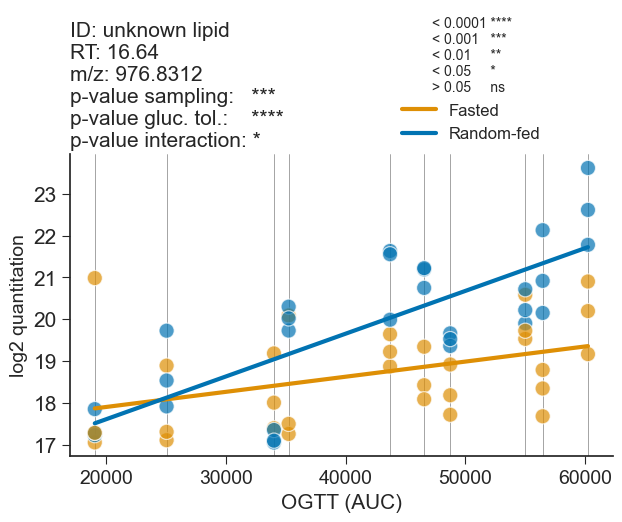 ID: unknown lipid
RT: 16.64
m/z: 976.8312
p-value sampling: ***
p-value gluc. tol.: ****
p-value interaction: *
< 0.0001 ****
< 0.001 ***
< 0.01 **
< 0.05 *
> 0.05 ns
Fasted
Random-fed
log2 quantitation
23
22
21
20
19
18
17
20000 30000 40000 50000 60000
OGTT (AUC)